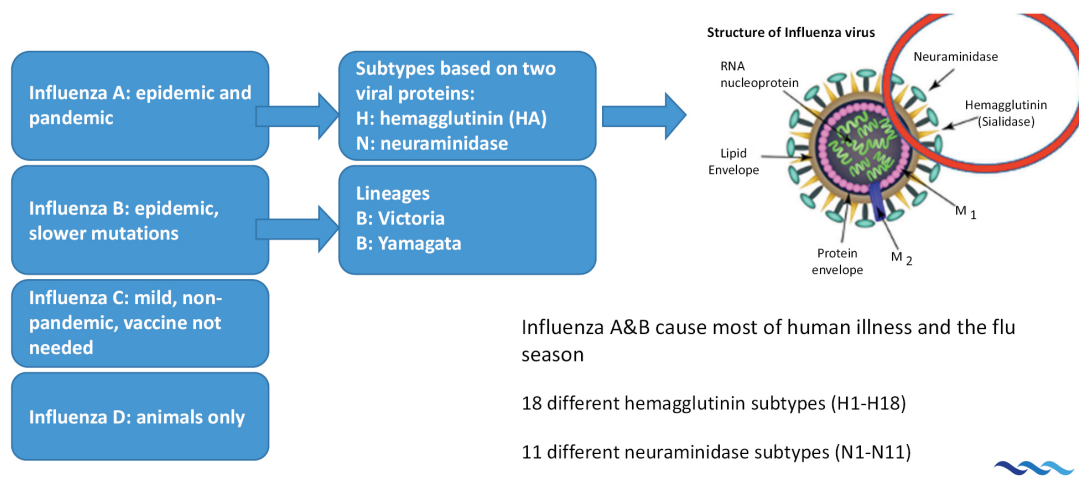 Influenza A: epidemic and
pandemic
Subtypes based on two
viral proteins:
H: hemagglutinin (HA)
N: neuraminidase
Influenza B: epidemic,
slower mutations
Lineages
B: Victoria
B: Yamagata
Influenza C: mild, non-
pandemic, vaccine not
needed
Influenza D: animals only
Structure of Influenza virus
RNA
nucleoprotein
Neuraminidase
Hemagglutinin
(Sialidase)
Lipid
Envelope
M 1
M 2
Protein
envelope
Influenza A&B cause most of human illness and the flu
season
18 different hemagglutinin subtypes (H1-H18)
11 different neuraminidase subtypes (N1-N11)